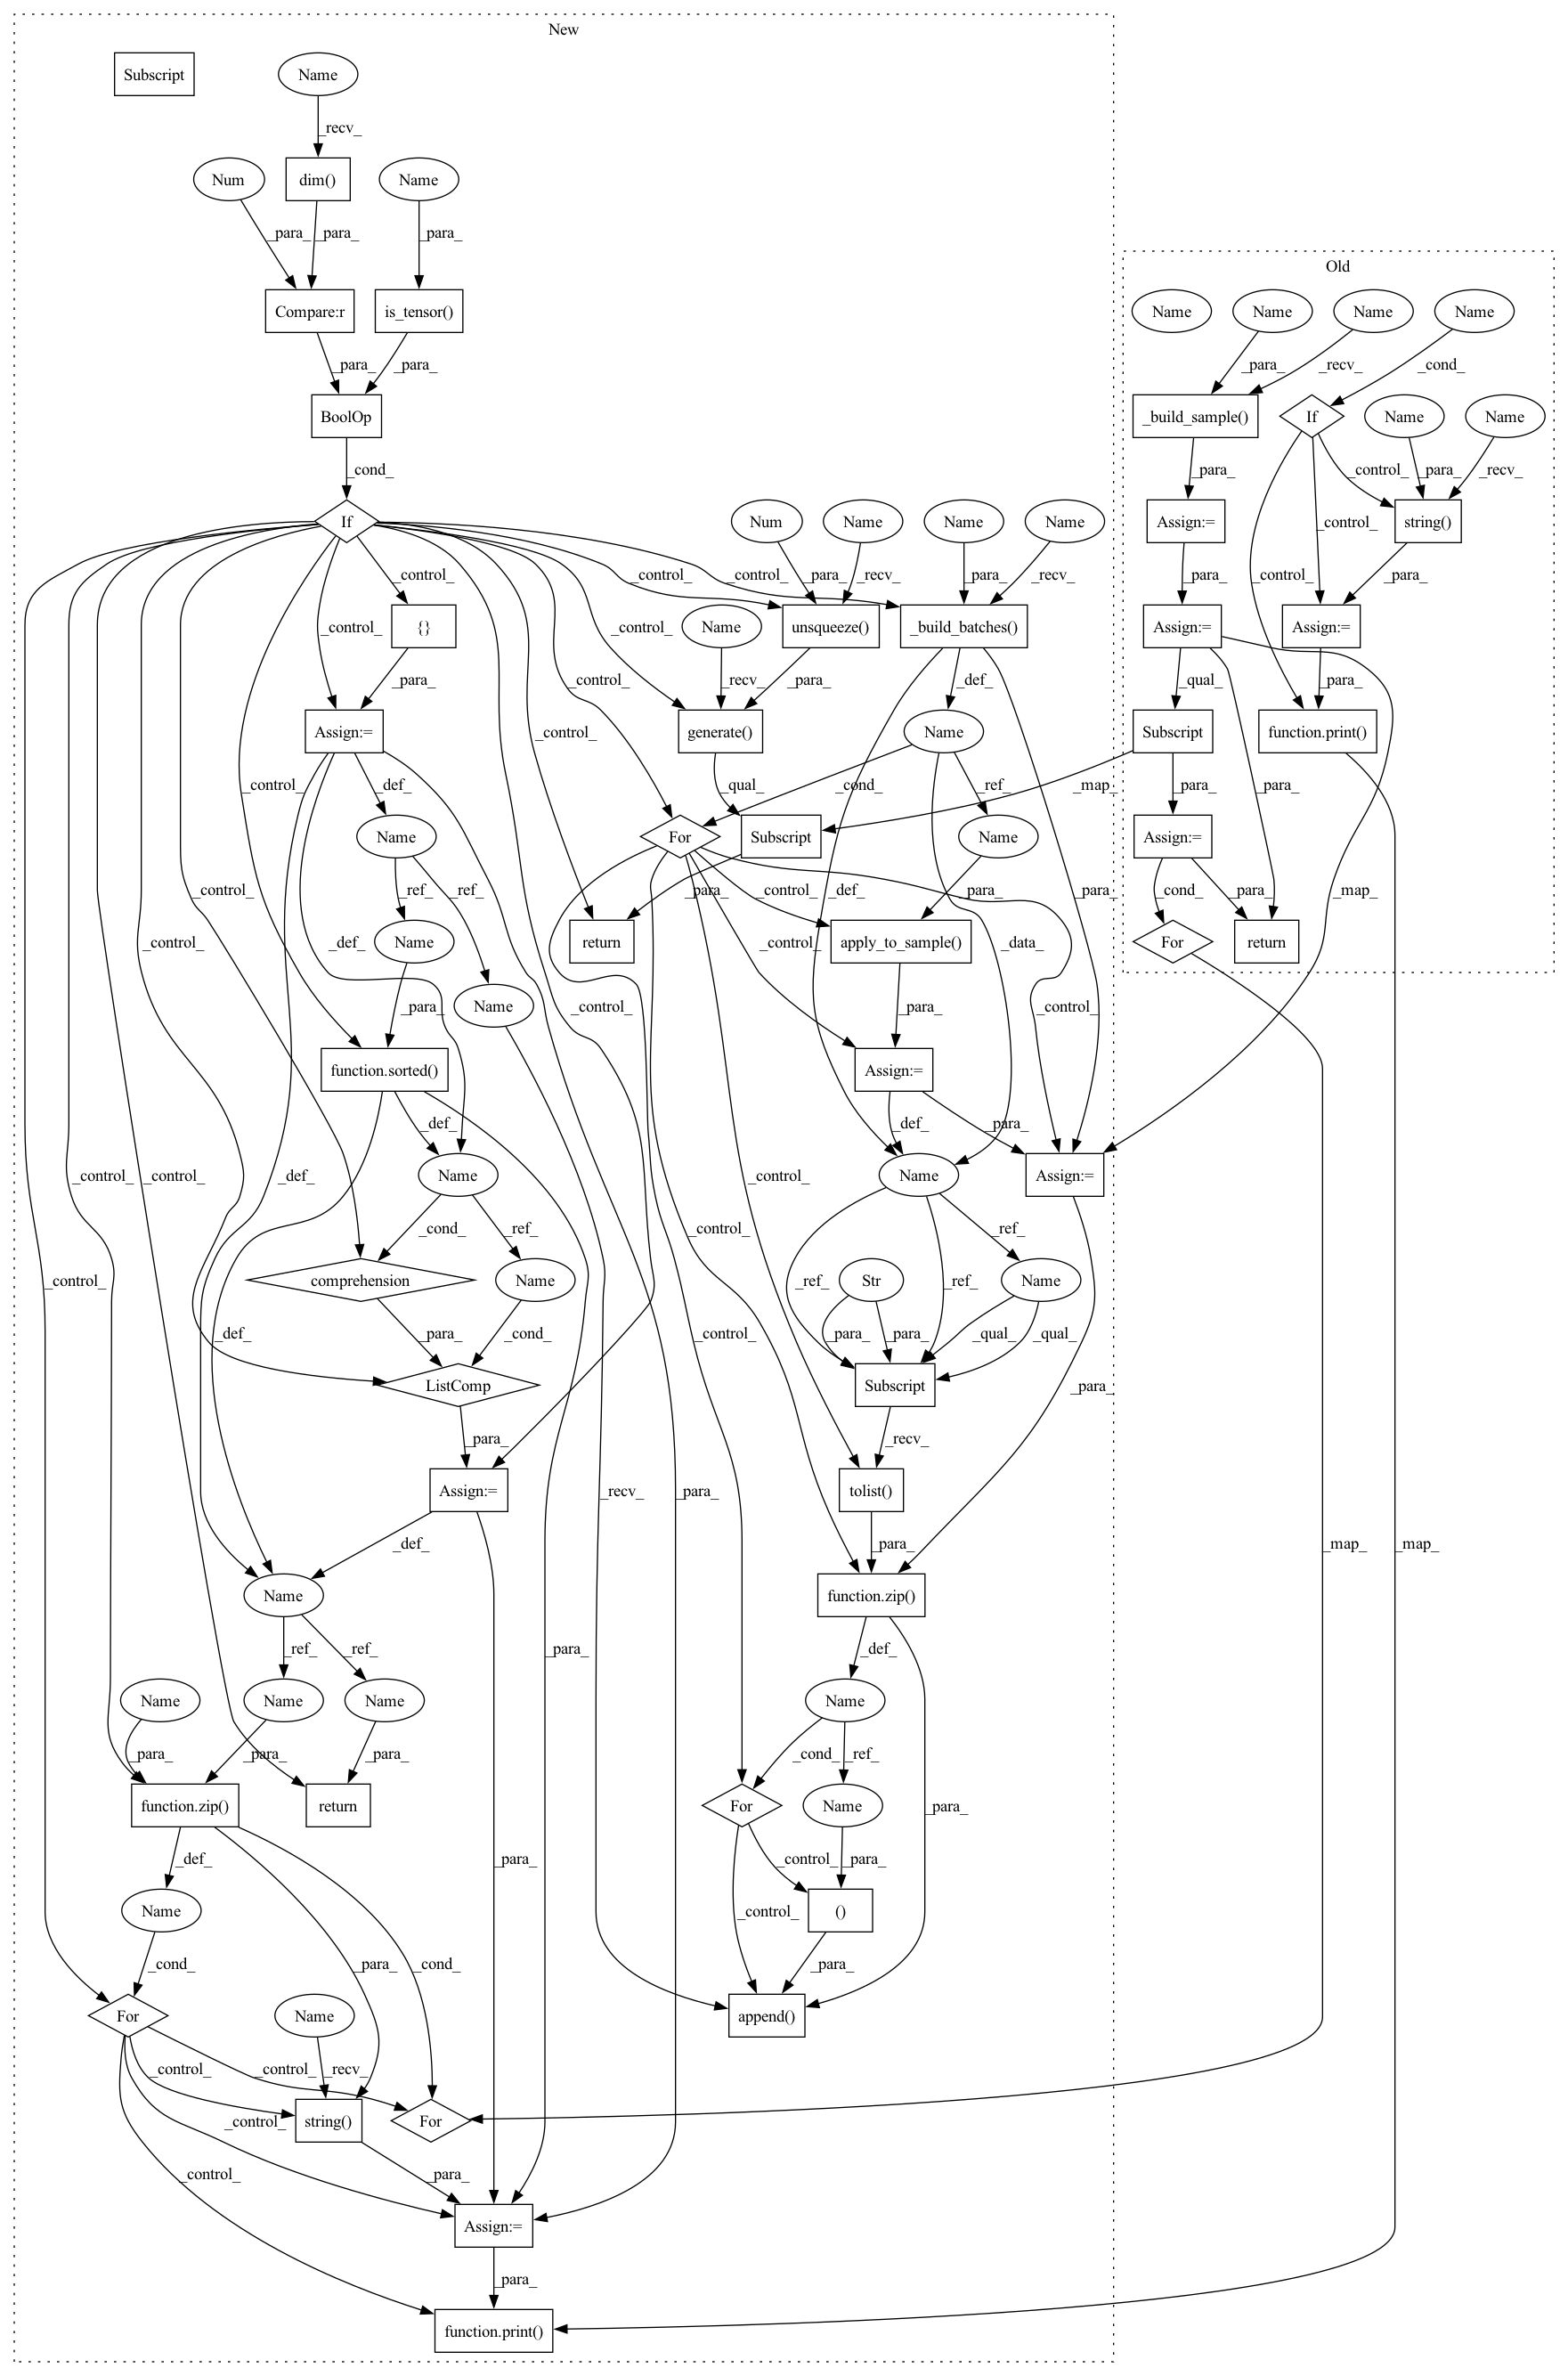 New
Subscript
Name
_recv_
Num
dim()
Name
_para_
_para_
_para_
Old
Compare:r
is_tensor()
Name
Name
Name
Name
_para_
_para_
_para_
_recv_
_cond_
BoolOp
_build_sample()
If
Name
Name
_cond_
_para_
_control_
_para_
_recv_
If
Num
Name
Name
Name
Assign:=
string()
_control_
_control_
_control_
_para_
_recv_
_para_
_recv_
_control_
_para_
_control_
_para_
{}
Name
unsqueeze()
_build_batches()
Assign:=
Assign:=
_control_
_para_
_control_
_recv_
_para_
_control_
_def_
_qual_
_para_
Assign:=
generate()
Name
Subscript
function.print()
_control_
_control_
_def_
_qual_
_cond_
_ref_
_map_
_para_
_para_
Name
For
Subscript
Name
Assign:=
_control_
_control_
_ref_
_ref_
_def_
_para_
_control_
_def_
_para_
_para_
_cond_
_para_
_map_
Name
return
apply_to_sample()
For
return
_para_
_control_
_control_
_data_
Name
_para_
_control_
function.sorted()
Assign:=
_def_
_def_
_control_
_def_
_para_
Name
Name
Assign:=
_control_
_control_
_cond_
_ref_
_control_
_ref_
_control_
comprehension
Name
Str
Name
_def_
_para_
_cond_
_ref_
_ref_
_para_
_para_
_qual_
_qual_
ListComp
Subscript
_para_
_para_
_recv_
Assign:=
tolist()
_recv_
_para_
_para_
_map_
_map_
_def_
Name
function.zip()
_ref_
_ref_
_para_
_def_
Name
Name
Name
Name
_para_
_para_
_para_
_cond_
_ref_
function.zip()
return
For
Name
_para_
_def_
_para_
_control_
_para_
Name
()
_cond_
_para_
_cond_
_control_
_para_
For
Name
append()
_control_
_recv_
_control_
string()
For
_control_
_para_
_control_
Assign:=
_para_
function.print()